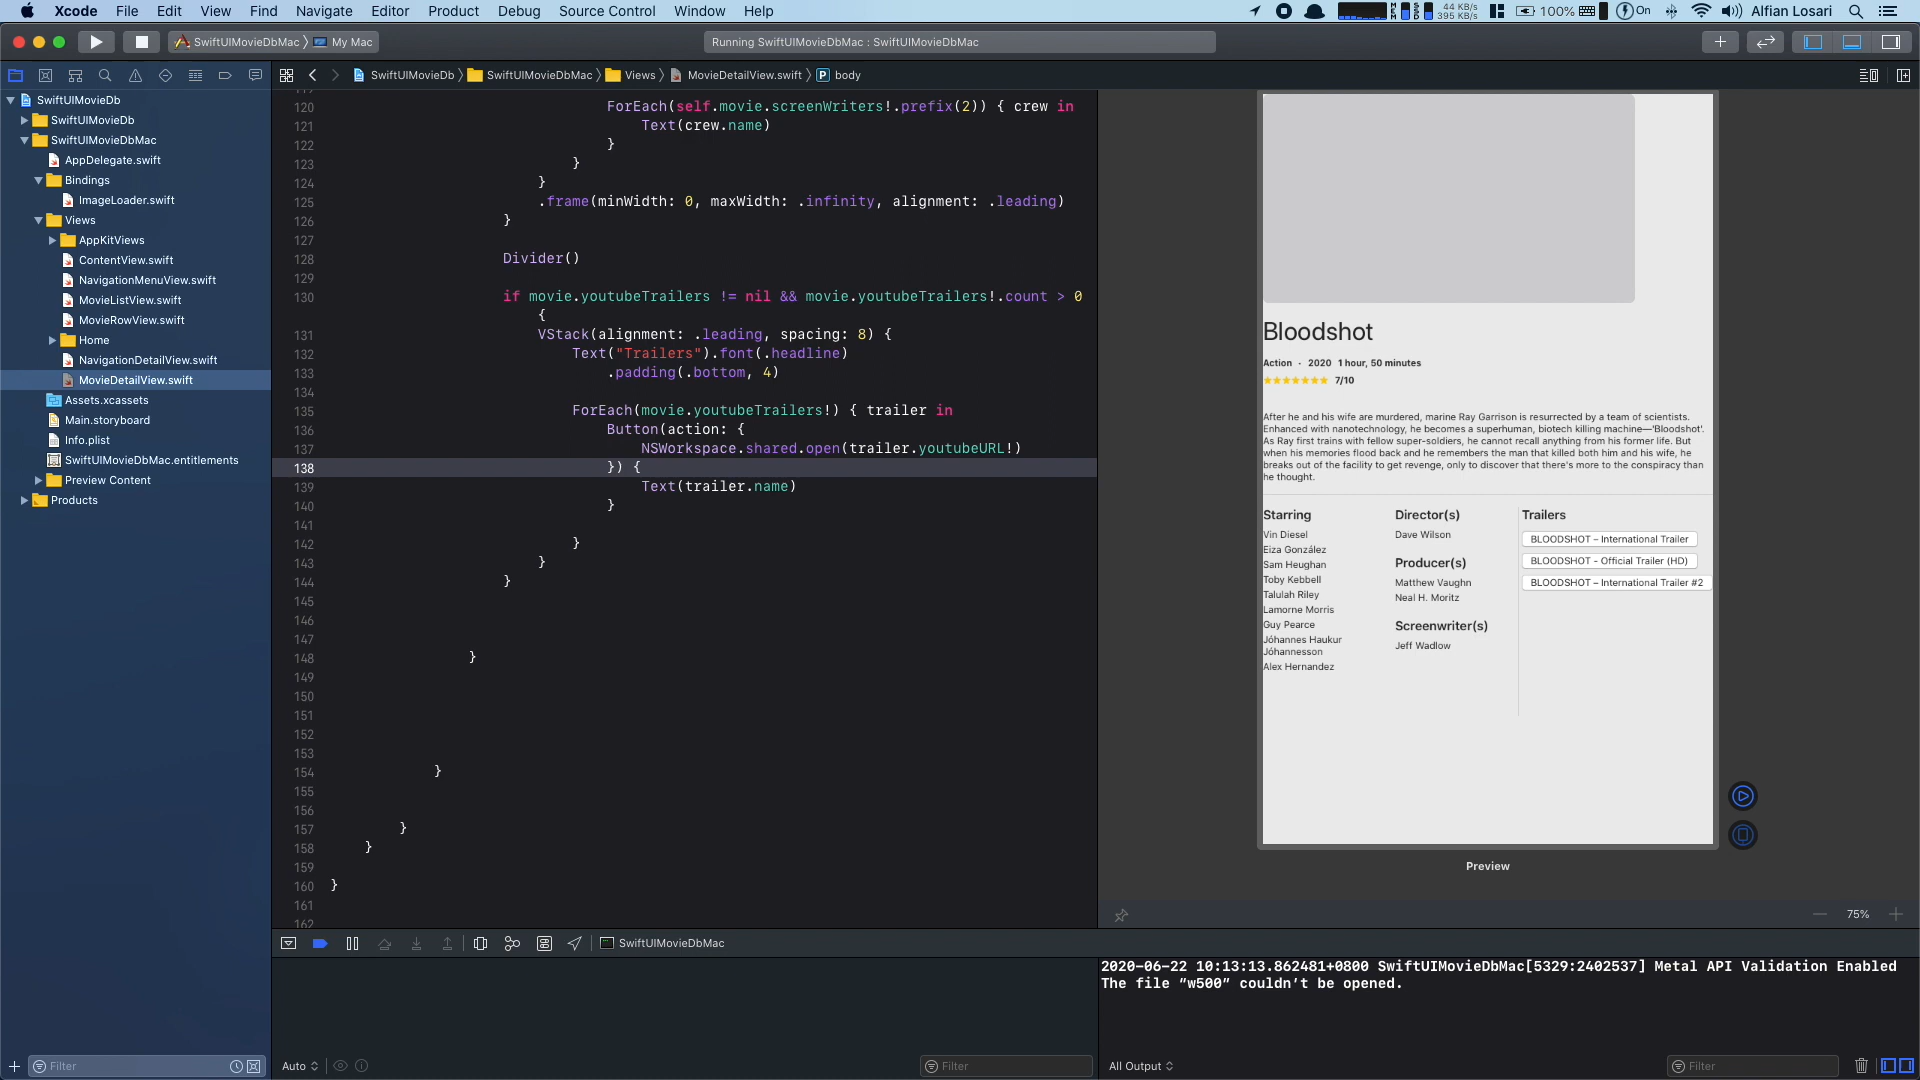 Xcode File Edit View Find Navigate Editor Product Debug Source Control Window Help
44 KB/s
395 KB/s
100% On Alfian Losari
SwiftUIMovieDbMac My Mac
Running SwiftUIMovieDbMac : SwiftUIMovieDbMac
SwiftUIMovieDb SwiftUIMovieDbMac Views MovieDetailView.swift body
SwiftUIMovieDb
SwiftUIMovieDb
SwiftUIMovieDbMac
AppDelegate.swift
Bindings
ImageLoader.swift
Views
AppKitViews
ContentView.swift
NavigationMenuView.swift
MovieListView.swift
MovieRowView.swift
Home
NavigationDetailView.swift
MovieDetailView.swift
Assets.xcassets
Main.storyboard
Info.plist
SwiftUIMovieDbMac.entitlements
Preview Content
Products
Filter
120 ForEach(self.movie.screenWriters!.prefix(2)) { crew in
121 Text(crew.name)
122 }
123 }
124 }
125 .frame(minWidth: 0, maxWidth: .infinity, alignment: .leading)
126 }
127
128 Divider()
129
130 if movie.youtubeTrailers != nil && movie.youtubeTrailers!.count > 0
{
131 VStack(alignment: .leading, spacing: 8) {
132 Text("Trailers").font(.headline)
133 .padding(.bottom, 4)
134
135 ForEach(movie.youtubeTrailers!) { trailer in
136 Button(action: {
137 NSWorkspace.shared.open(trailer.youtubeURL!)
138 }) {
139 Text(trailer.name)
140 }
141
142 }
143 }
144 }
145
146
147
148 }
149
150
151
152
153
154 }
155
156
157 }
158 }
159
160 }
161
162
Bloodshot
Action · 2020 1 hour, 50 minutes
★★★★★★★ 7/10
After he and his wife are murdered, marine Ray Garrison is resurrected by a team of scientists.
Enhanced with nanotechnology, he becomes a superhuman, biotech killing machine—'Bloodshot'.
As Ray first trains with fellow super-soldiers, he cannot recall anything from his former life. But
when his memories flood back and he remembers the man that killed both him and his wife, he
breaks out of the facility to get revenge, only to discover that there's more to the conspiracy than
he thought.
Starring
Vin Diesel
Eiza González
Sam Heughan
Toby Kebbell
Talulah Riley
Lamorne Morris
Guy Pearce
Jóhannes Haukur
Jóhannesson
Alex Hernandez
Director(s)
Dave Wilson
Producer(s)
Matthew Vaughn
Neal H. Moritz
Screenwriter(s)
Jeff Wadlow
Trailers
BLOODSHOT – International Trailer
BLOODSHOT - Official Trailer (HD)
BLOODSHOT – International Trailer #2
Preview
75%
SwiftUIMovieDbMac
2020-06-22 10:13:13.862481+0800 SwiftUIMovieDbMac[5329:2402537] Metal API Validation Enabled
The file “w500” couldn’t be opened.
Auto
Filter
All Output
Filter